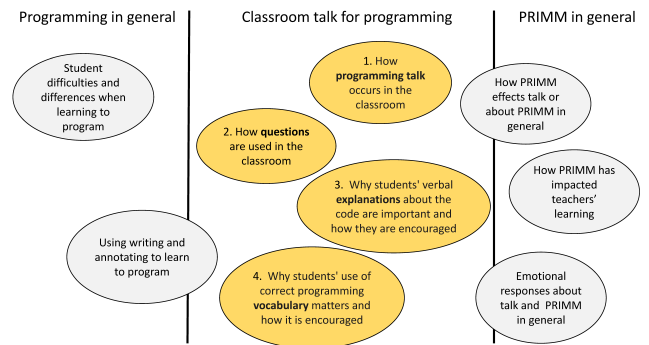 Programming in general
Classroom talk for programming
PRIMM in general
Student
difficulties and
differences when
learning to
program
1. How
programming talk
occurs in the
classroom
How PRIMM
effects talk or
about PRIMM in
general
2. How questions
are used in the
classroom
3. Why students' verbal
explanations about the
code are important and
how they are encouraged
How PRIMM has
impacted
teachers'
learning
Using writing and
annotating to learn
to program
4. Why students' use of
correct programming
vocabulary matters and
how it is encouraged
Emotional
responses about
talk and PRIMM
in general